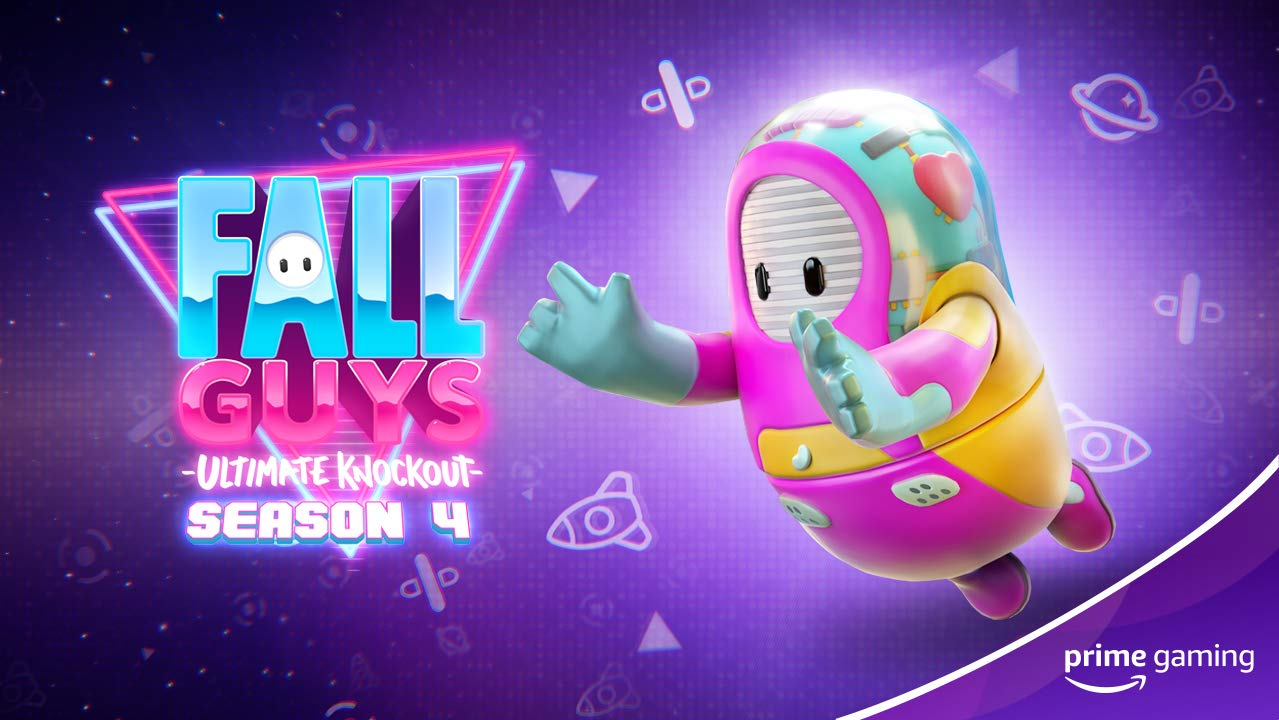 FALL
GUYS
-ULTIMATE KNOCKOUT-
SEASON 4
prime gaming